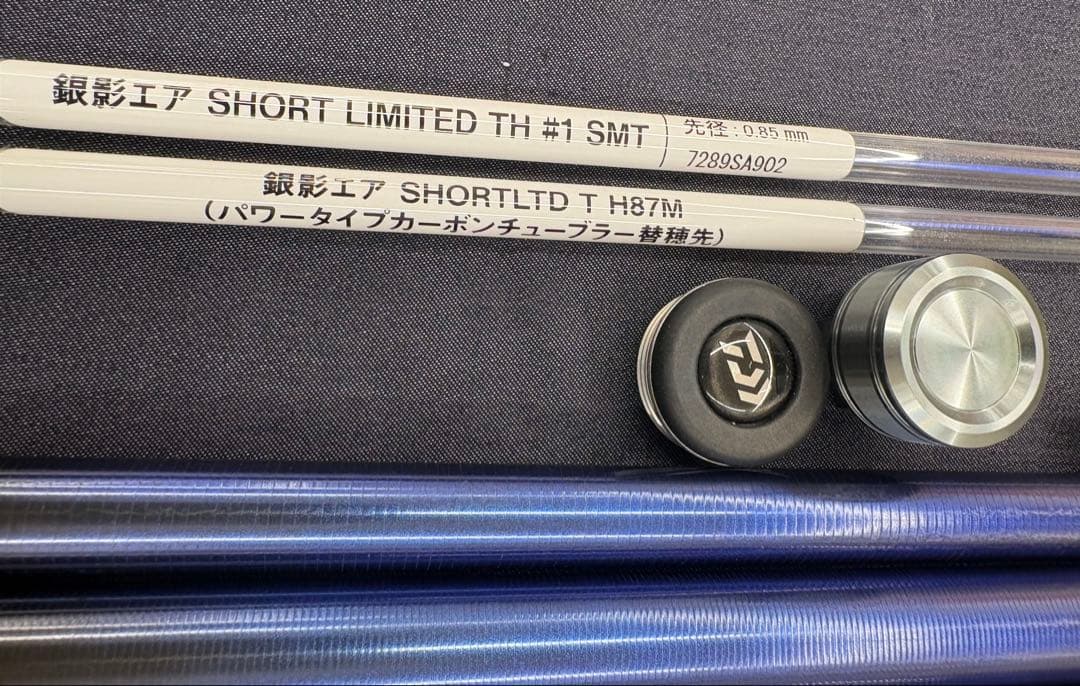 銀影エア SHORT LIMITED TH #1 SMT
先径：0.85 mm
7289SA902
銀影エア SHORTLTD T H87M
（パワータイプカーボンチューブラー替穂先）